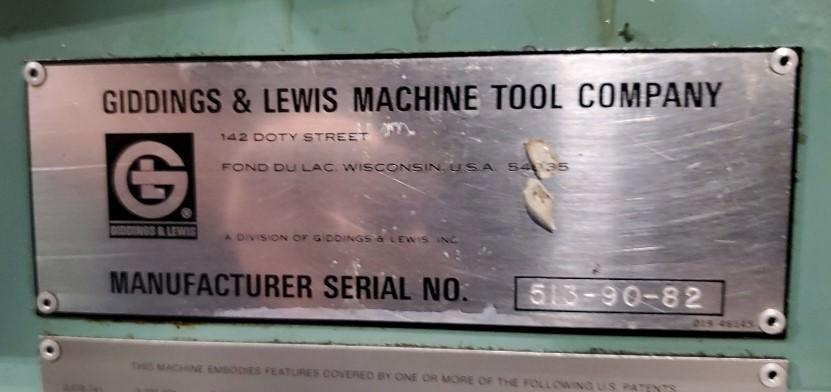 GIDDINGS & LEWIS MACHINE TOOL COMPANY
142 DOTY STREET
FOND DU LAC, WISCONSIN, U.S.A.
G
®
GIDDINGS & LEWIS
A DIVISION OF GIDDINGS & LEWIS, INC.
MANUFACTURER SERIAL NO. 513-90-82
THIS MACHINE EMBODIES FEATURES COVERED BY ONE OR MORE OF THE FOLLOWING U.S. PATENTS